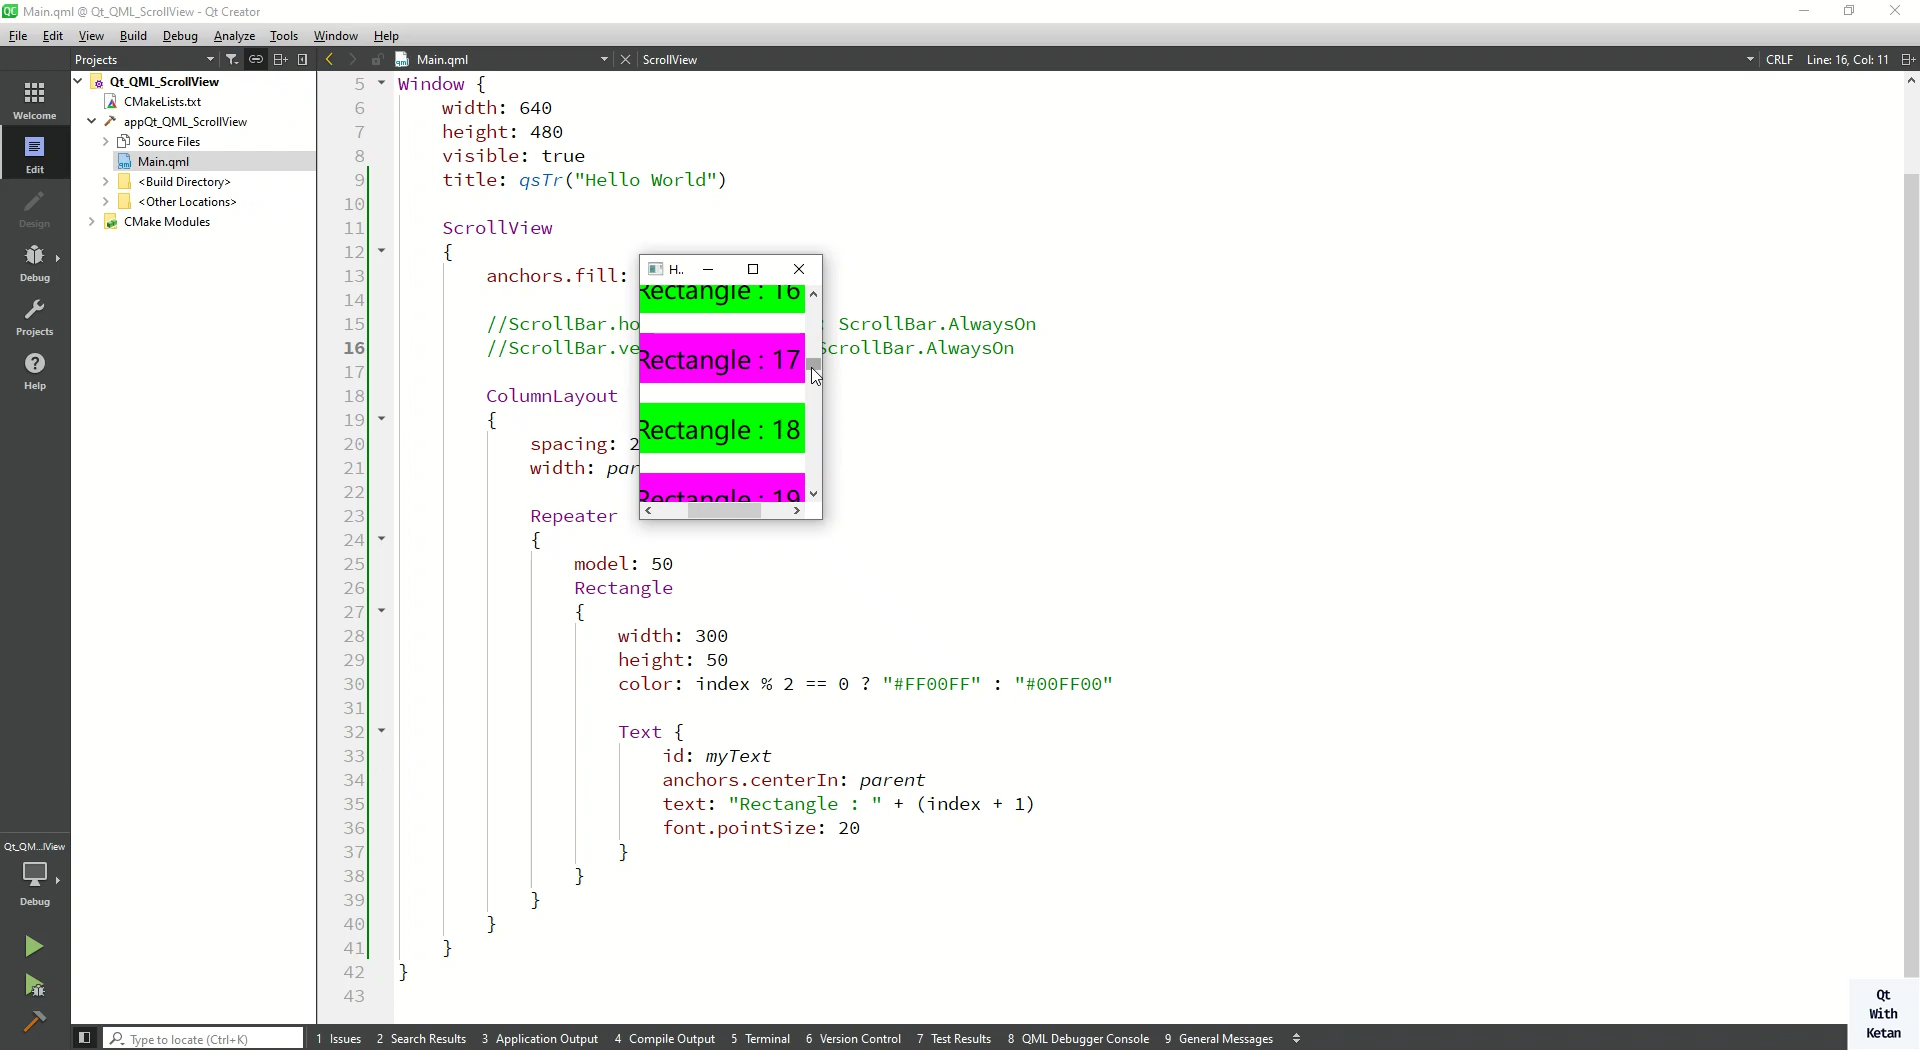 Main.qml @ Qt_QML_ScrollView - Qt Creator
File Edit View Build Debug Analyze Tools Window Help
Projects Main.qml ScrollView CRLF Line: 16, Col: 11
Welcome
Edit
Design
Debug
Projects
Help
Qt_QM...lView
Debug
Qt_QML_ScrollView
CMakeLists.txt
appQt_QML_ScrollView
Source Files
Main.qml
<Build Directory>
<Other Locations>
CMake Modules
5 Window {
6 width: 640
7 height: 480
8 visible: true
9 title: qsTr("Hello World")
10
11 ScrollView
12 {
13 anchors.fill:
14
15 //ScrollBar.ho : ScrollBar.AlwaysOn
16 //ScrollBar.ve ScrollBar.AlwaysOn
17
18 ColumnLayout
19 {
20 spacing: 2
21 width: par
22
23 Repeater
24 {
25 model: 50
26 Rectangle
27 {
28 width: 300
29 height: 50
30 color: index % 2 == 0 ? "#FF00FF" : "#00FF00"
31
32 Text {
33 id: myText
34 anchors.centerIn: parent
35 text: "Rectangle : " + (index + 1)
36 font.pointSize: 20
37 }
38 }
39 }
40 }
41 }
42 }
43
H..
Rectangle : 16
Rectangle : 17
Rectangle : 18
Rectangle : 19
Type to locate (Ctrl+K) 1 Issues 2 Search Results 3 Application Output 4 Compile Output 5 Terminal 6 Version Control 7 Test Results 8 QML Debugger Console 9 General Messages
Qt
With
Ketan